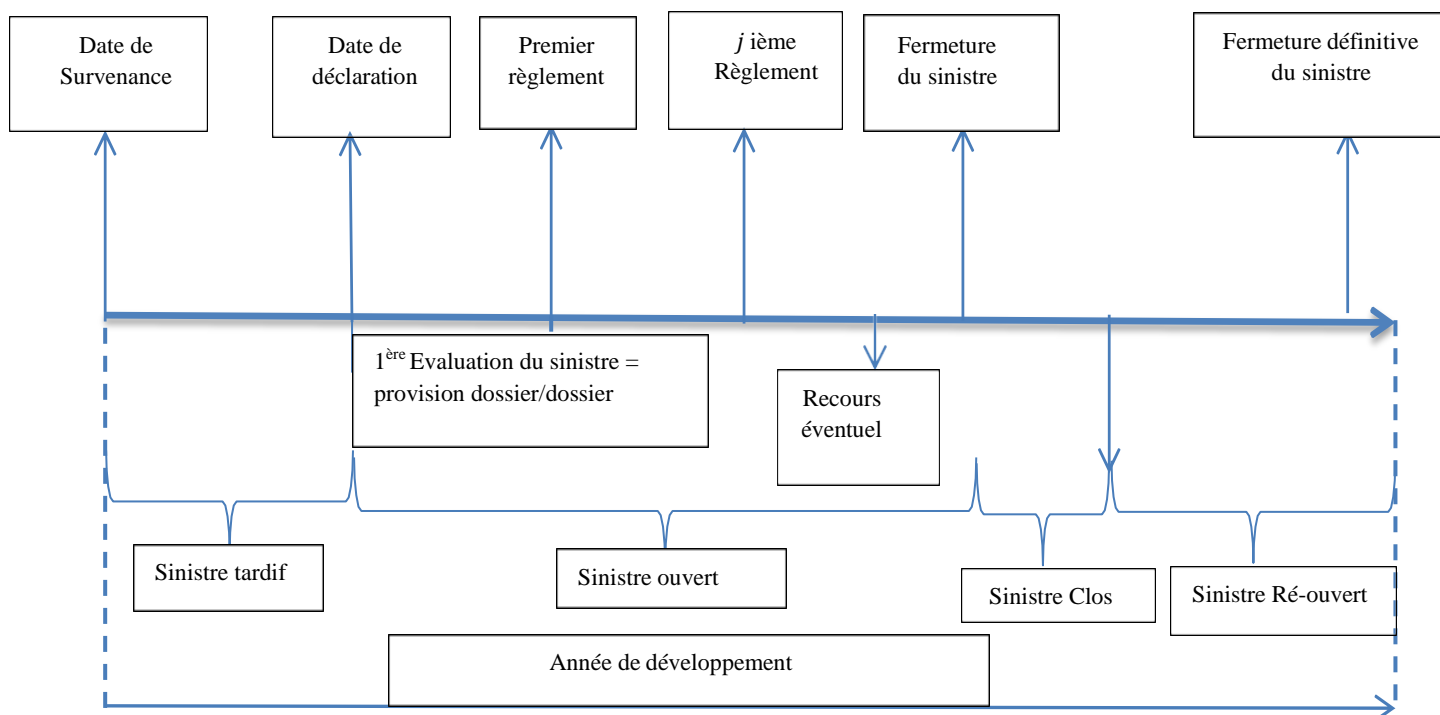 Date de
Survenance
Date de
déclaration
Premier
règlement
j ième
Règlement
Fermeture
du sinistre
Fermeture définitive
du sinistre
1ère Evaluation du sinistre =
provision dossier/dossier
Recours
éventuel
Sinistre tardif
Sinistre ouvert
Sinistre Clos
Sinistre Ré-ouvert
Année de développement